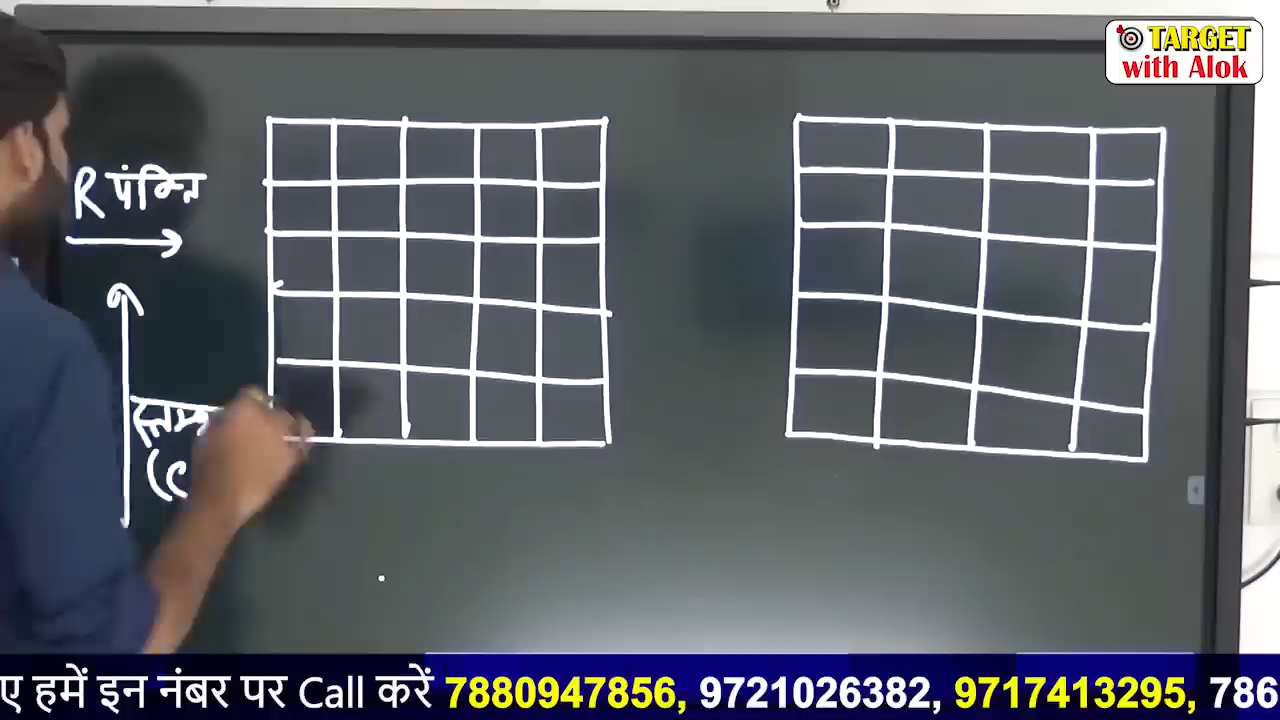 TARGET
with Alok
R पंक्ति
स्तम्भ
(C
ए हमें इन नंबर पर Call करें 7880947856, 9721026382, 9717413295, 786